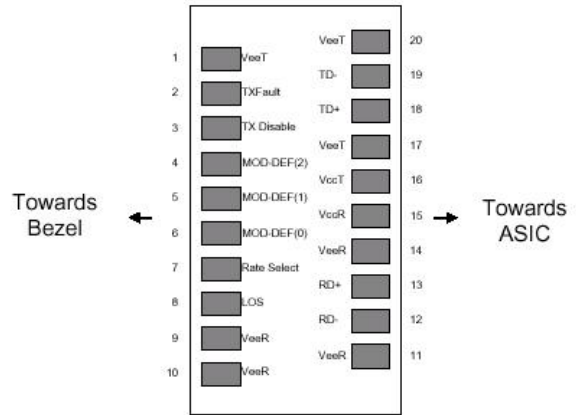 VeeT 20
1 VeeT
TD- 19
2 TXFault
TD+ 18
3 TX Disable
VeeT 17
4 MOD-DEF(2)
VccT 16
5 MOD-DEF(1)
Towards Bezel
VccR 15
Towards ASIC
6 MOD-DEF(0)
VeeR 14
7 Rate Select
RD+ 13
8 LOS
RD- 12
9 VeeR
VeeR 11
10 VeeR